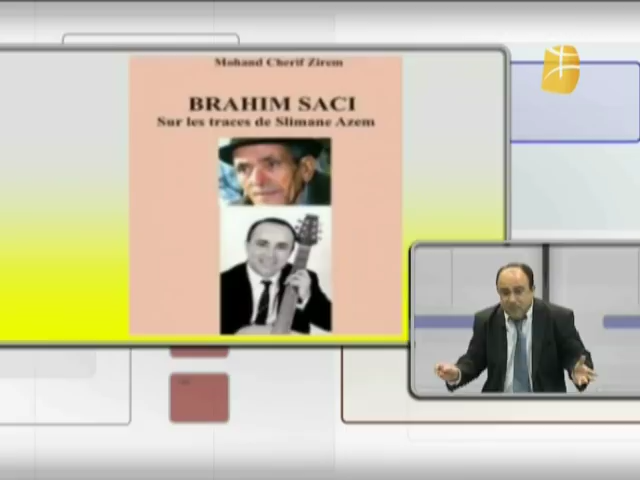 Mohand Cherif Zirem
BRAHIM SACI
Sur les traces de Slimane Azem